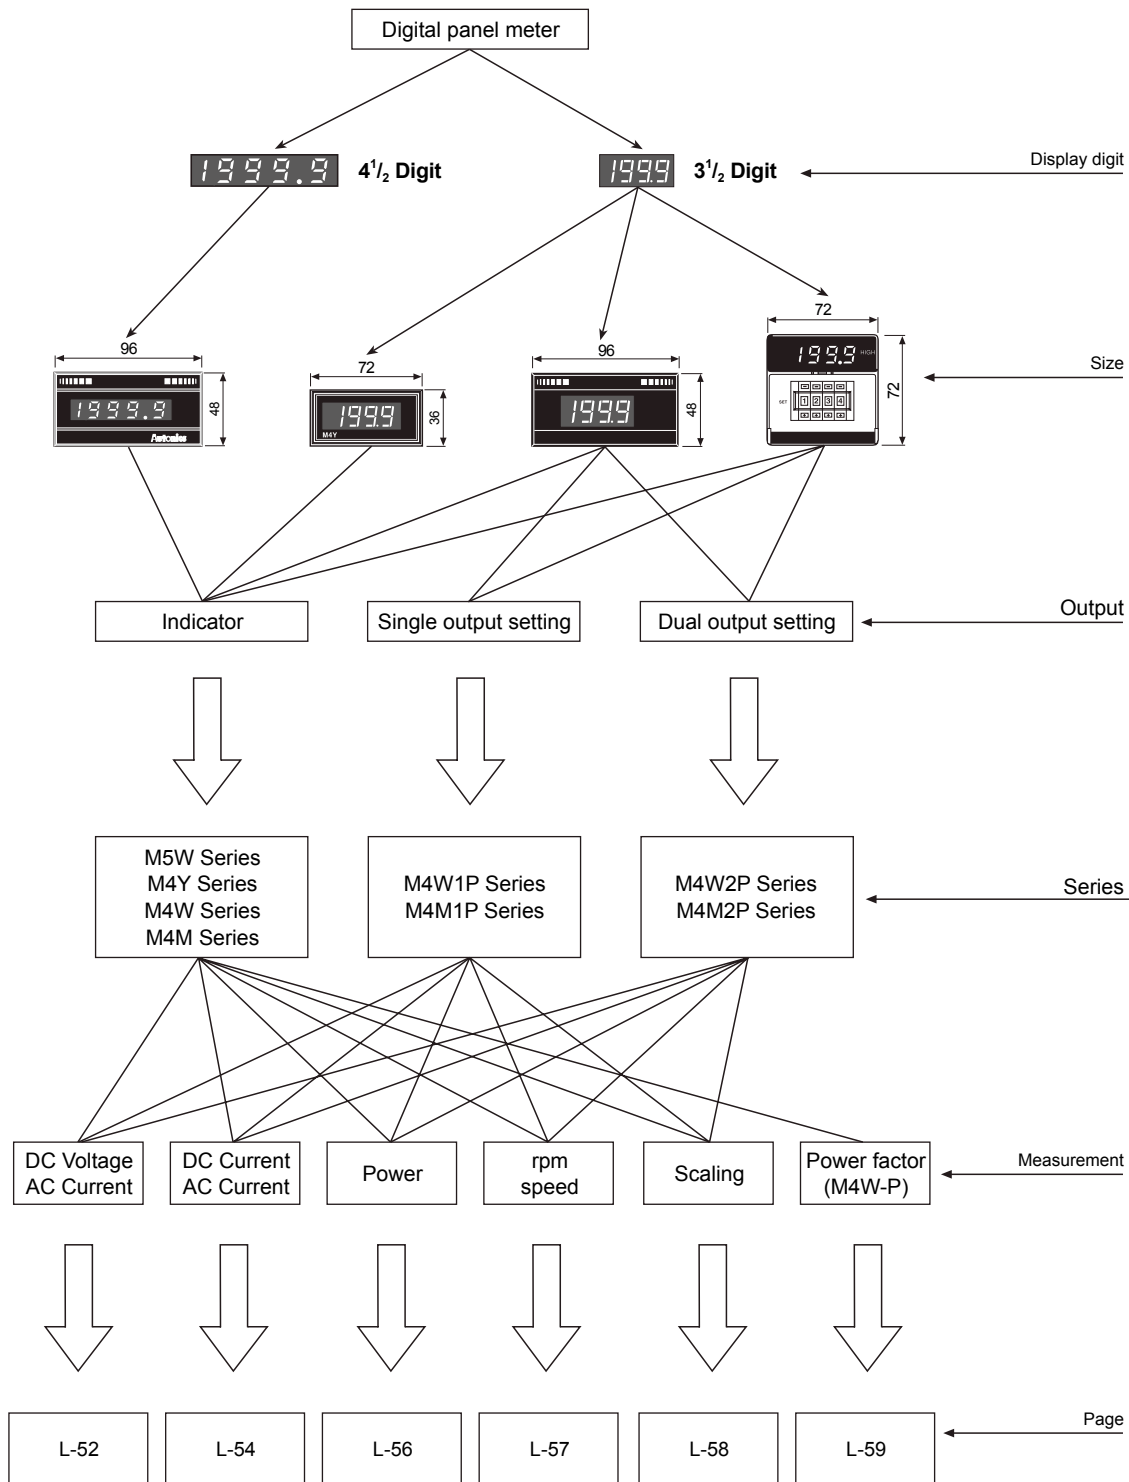 Digital panel meter
1999.9
4 1/2 Digit
199.9
3 1/2 Digit
Display digit
96
72
96
72
1999.9
Autonics
48
199.9
M4Y
36
199.9
48
199.9 HIGH
SET 1 2 3 4
72
Size
Indicator
Single output setting
Dual output setting
Output
M5W Series
M4Y Series
M4W Series
M4M Series
M4W1P Series
M4M1P Series
M4W2P Series
M4M2P Series
Series
DC Voltage
AC Current
DC Current
AC Current
Power
rpm
speed
Scaling
Power factor
(M4W-P)
Measurement
L-52
L-54
L-56
L-57
L-58
L-59
Page